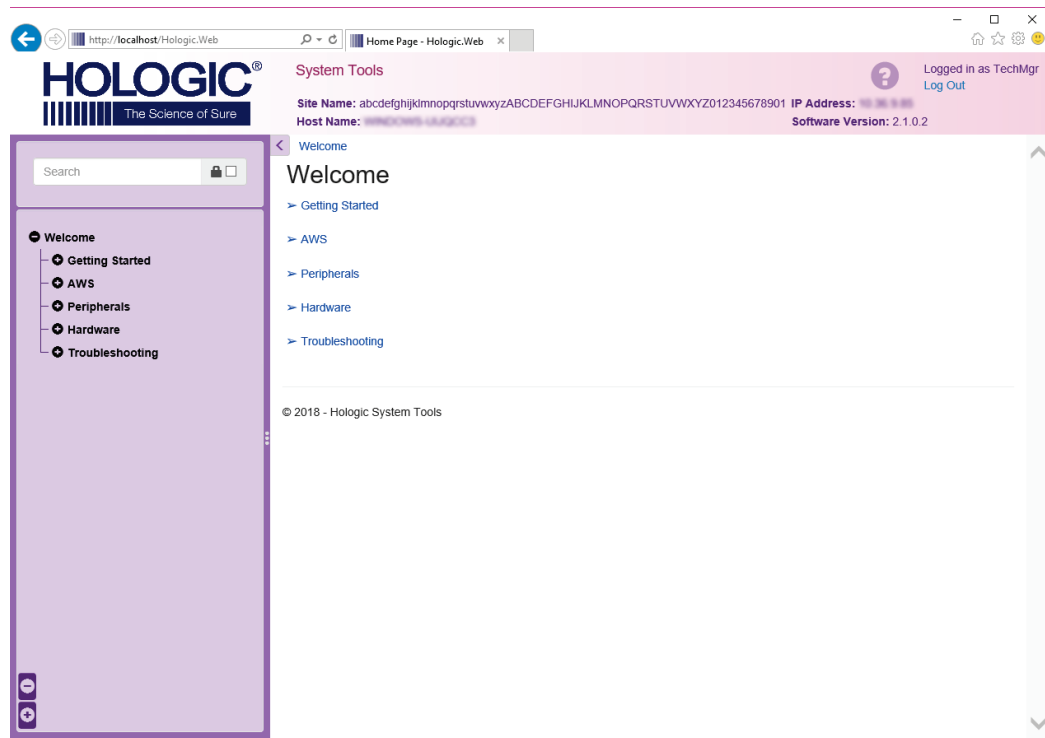 http://localhost/Hologic.Web
Home Page - Hologic.Web
HOLOGIC®
The Science of Sure
System Tools
Logged in as TechMgr
Log Out
Site Name: abcdefghijklmnopqrstuvwxyzABCDEFGHIJKLMNOPQRSTUVWXYZ012345678901 IP Address:
Host Name:
Software Version: 2.1.0.2
Search
Welcome
Getting Started
AWS
Peripherals
Hardware
Troubleshooting
Welcome
Welcome
➢ Getting Started
➢ AWS
➢ Peripherals
➢ Hardware
➢ Troubleshooting
© 2018 - Hologic System Tools